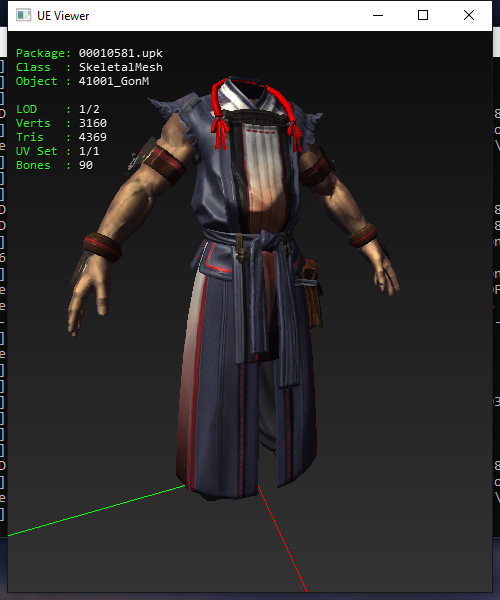 UE Viewer
Package: 00010581.upk
Class : SkeletalMesh
Object : 41001_GonM
LOD : 1/2
Verts : 3160
Tris : 4369
UV Set : 1/1
Bones : 90